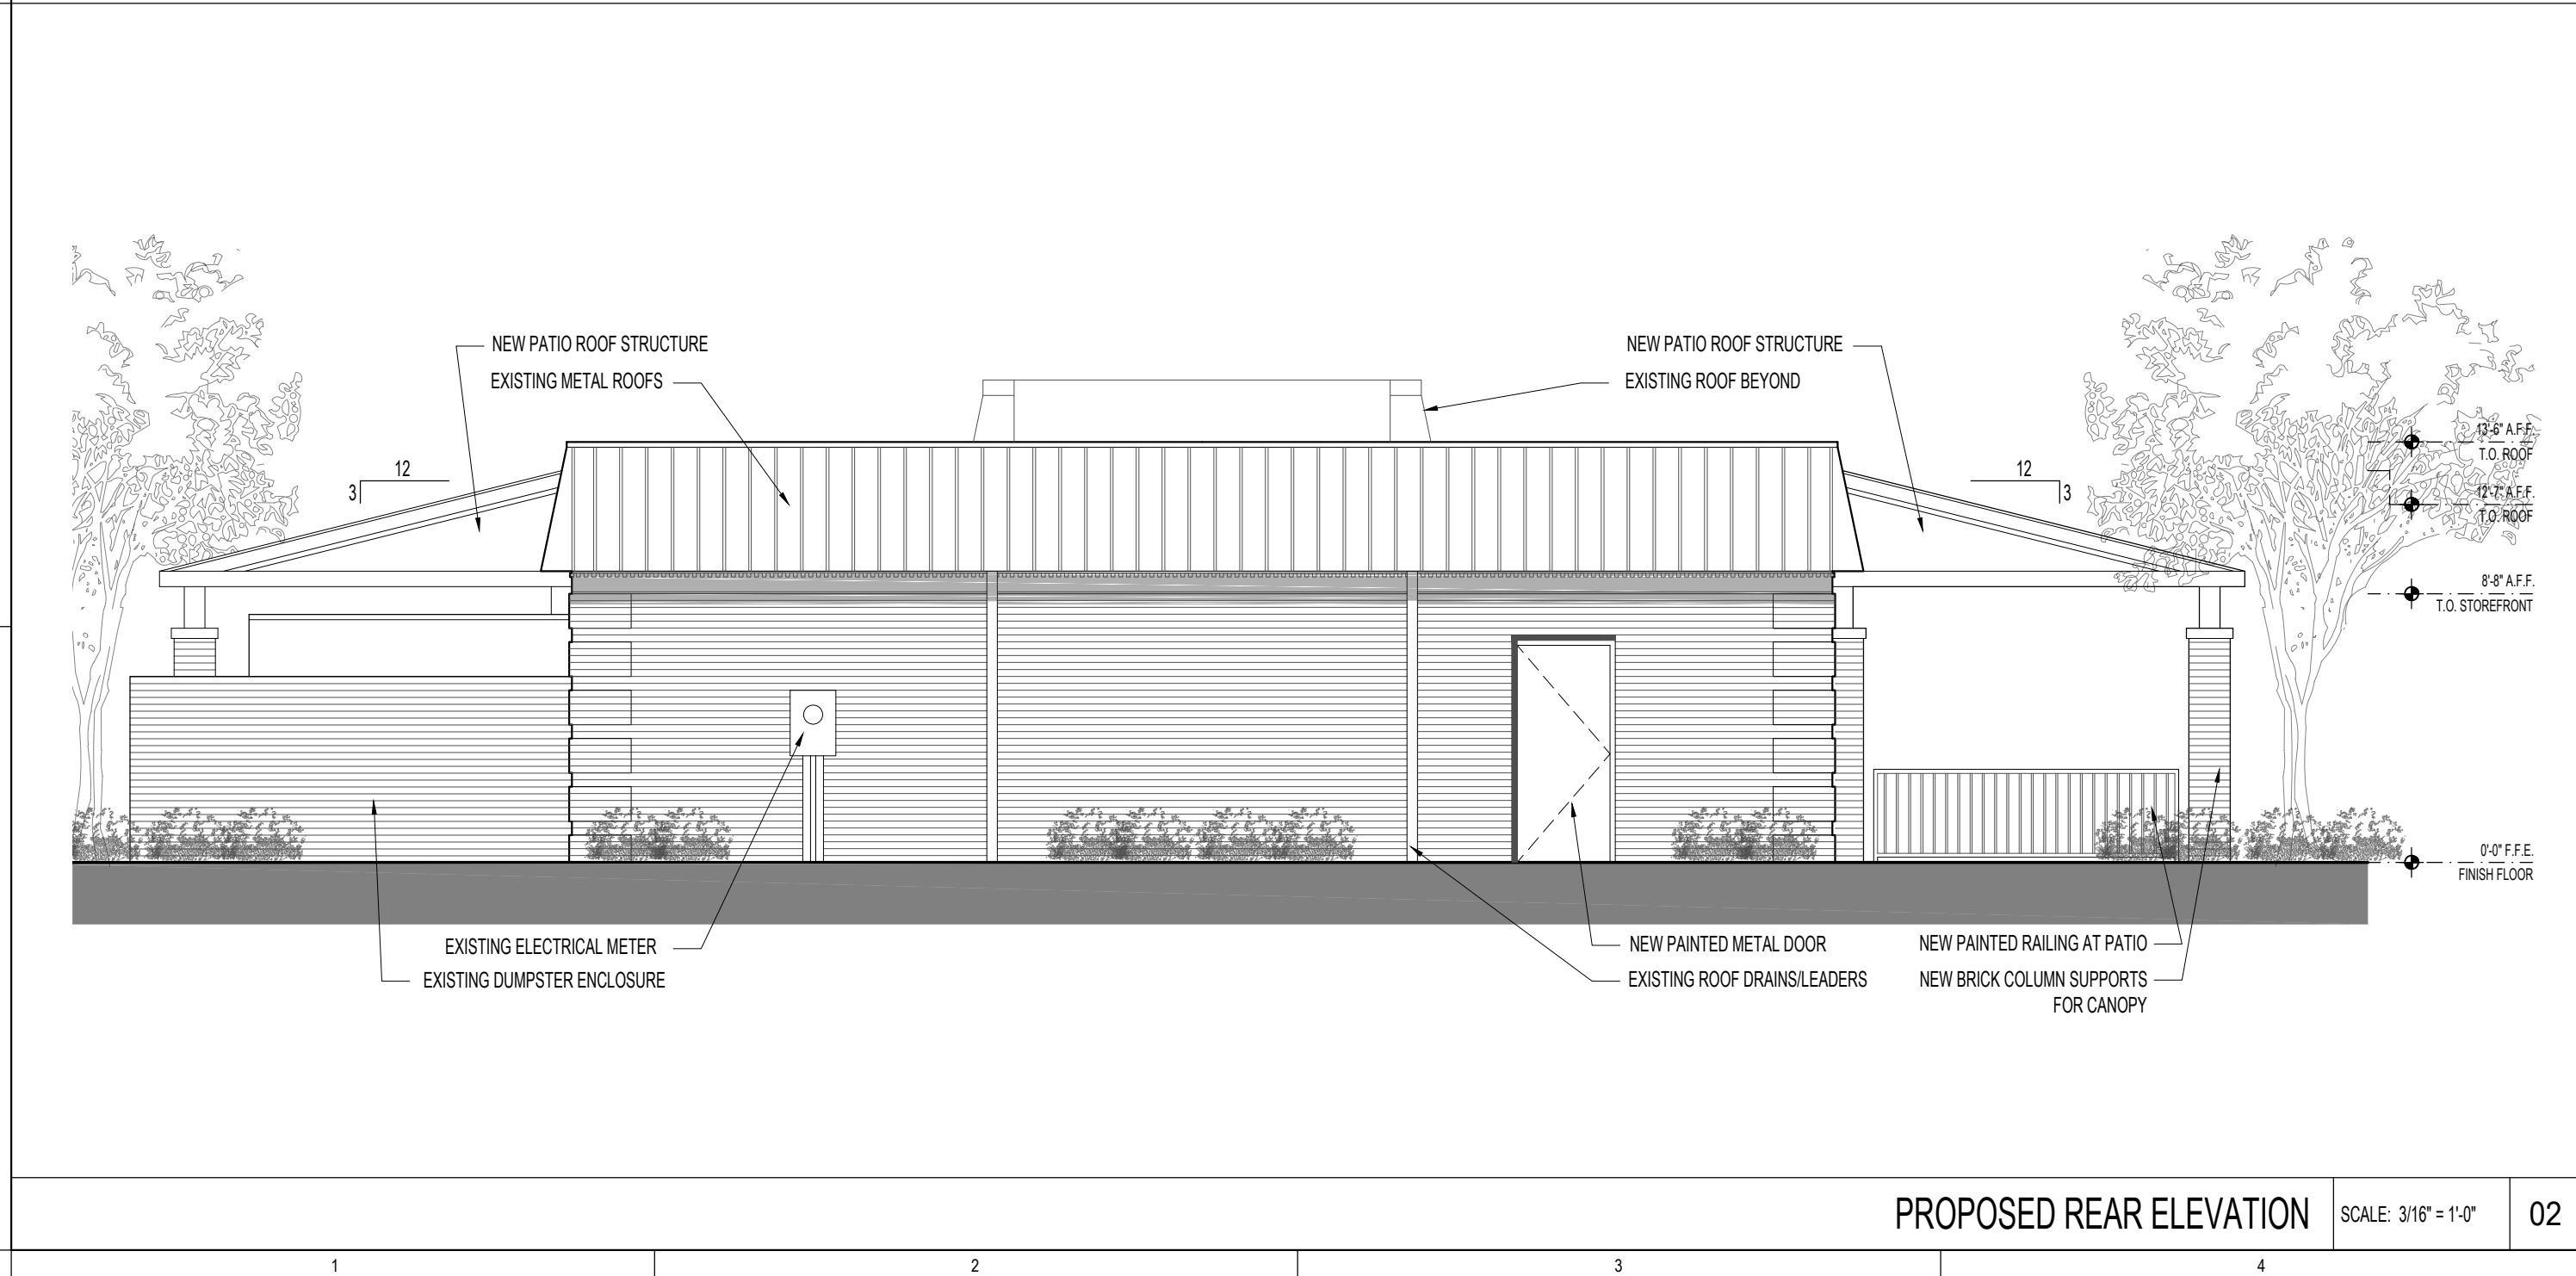 NEW PATIO ROOF STRUCTURE
EXISTING METAL ROOFS
NEW PATIO ROOF STRUCTURE
EXISTING ROOF BEYOND
12
3
12
3
13'-6" A.F.F.
T.O. ROOF
12'-7" A.F.F.
T.O. ROOF
8'-8" A.F.F.
T.O. STOREFRONT
0'-0" F.F.E.
FINISH FLOOR
EXISTING ELECTRICAL METER
EXISTING DUMPSTER ENCLOSURE
NEW PAINTED METAL DOOR
EXISTING ROOF DRAINS/LEADERS
NEW PAINTED RAILING AT PATIO
NEW BRICK COLUMN SUPPORTS
FOR CANOPY
PROPOSED REAR ELEVATION
SCALE: 3/16" = 1'-0"
02
1
2
3
4